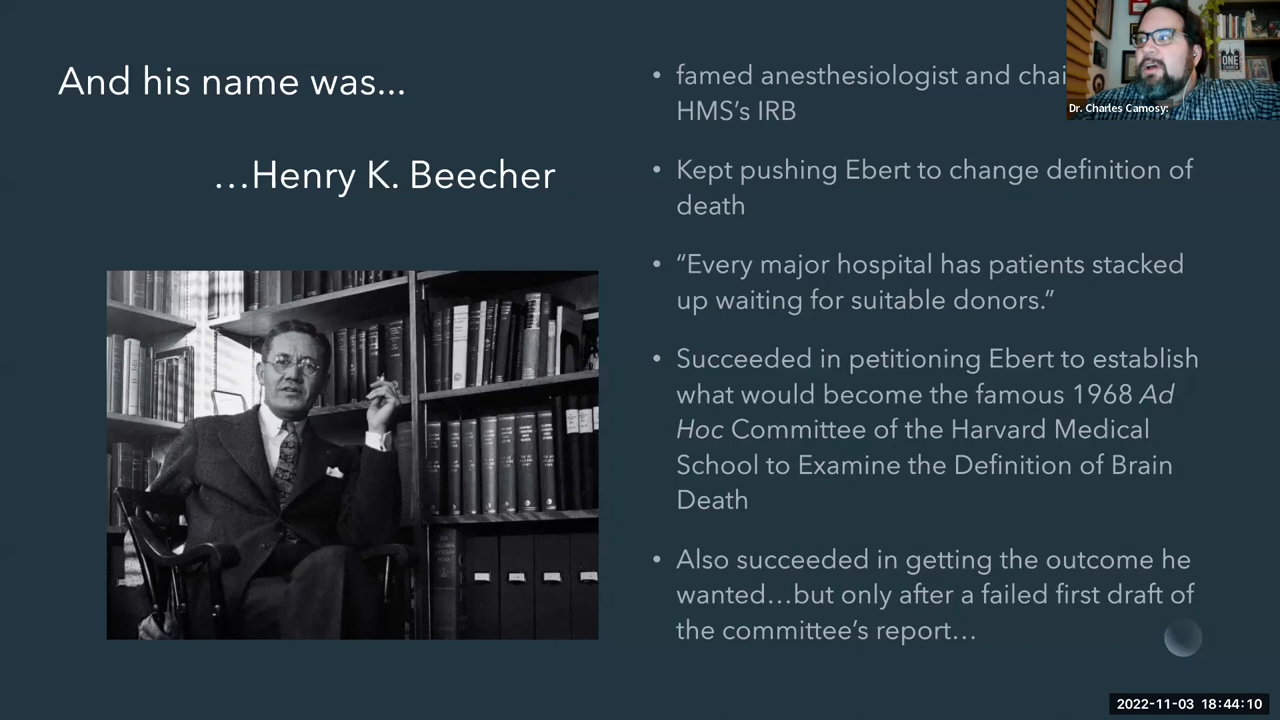 And his name was...
…Henry K. Beecher
• famed anesthesiologist and chai
HMS’s IRB
• Kept pushing Ebert to change definition of
death
• “Every major hospital has patients stacked
up waiting for suitable donors.”
• Succeeded in petitioning Ebert to establish
what would become the famous 1968 Ad
Hoc Committee of the Harvard Medical
School to Examine the Definition of Brain
Death
• Also succeeded in getting the outcome he
wanted…but only after a failed first draft of
the committee’s report…
ONE
Dr. Charles Camosy:
2022-11-03 18:44:10